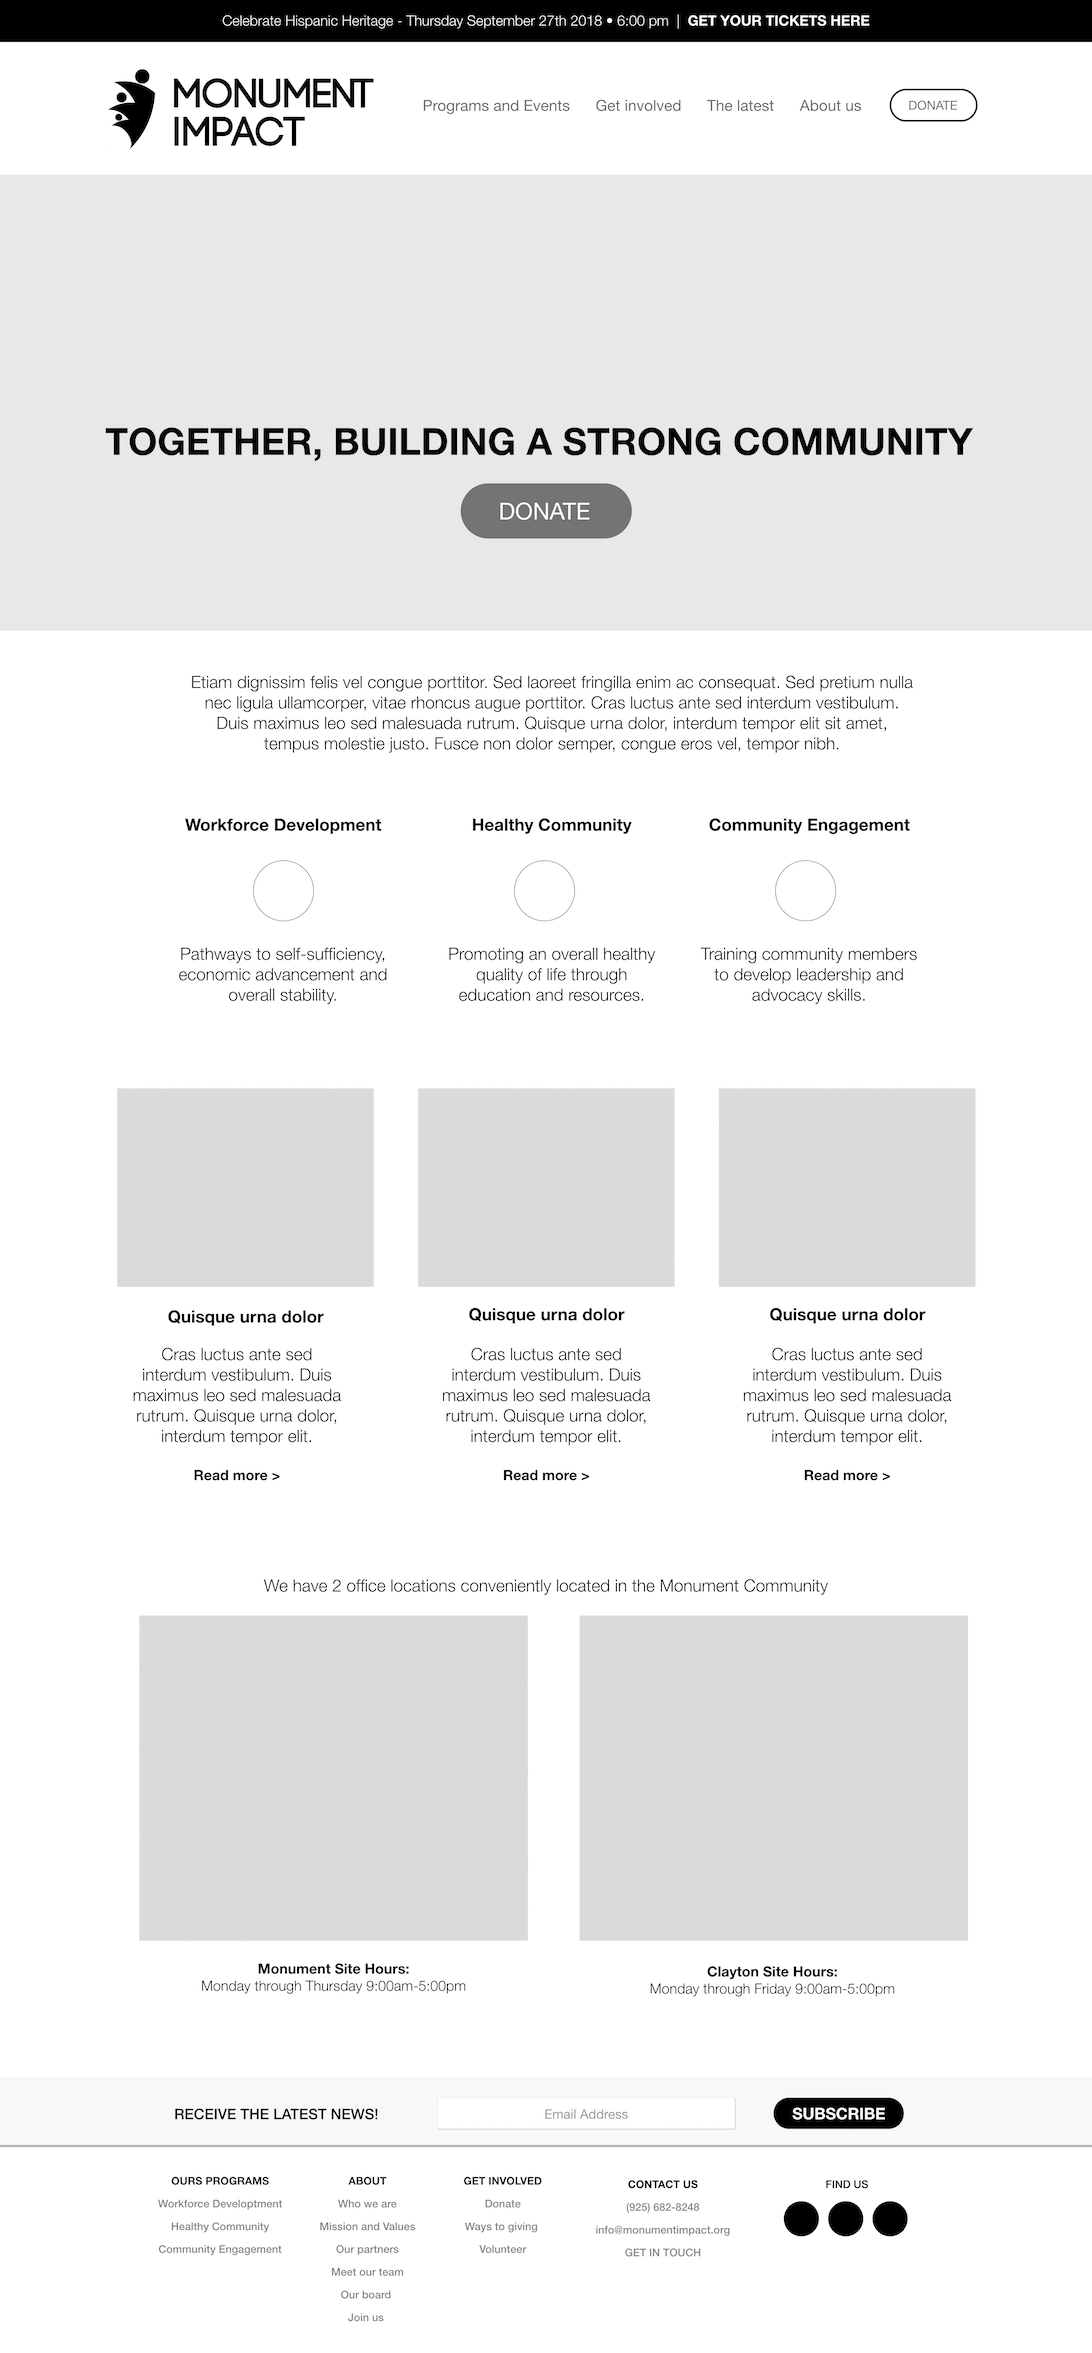 Celebrate Hispanic Heritage - Thursday September 27th 2018 • 6:00 pm | GET YOUR TICKETS HERE
MONUMENT
IMPACT
Programs and Events Get involved The latest About us DONATE
TOGETHER, BUILDING A STRONG COMMUNITY
DONATE
Etiam dignissim felis vel congue porttitor. Sed laoreet fringilla enim ac consequat. Sed pretium nulla
nec ligula ullamcorper, vitae rhoncus augue porttitor. Cras luctus ante sed interdum vestibulum.
Duis maximus leo sed malesuada rutrum. Quisque urna dolor, interdum tempor elit sit amet,
tempus molestie justo. Fusce non dolor semper, congue eros vel, tempor nibh.
Workforce Development
Pathways to self-sufficiency,
economic advancement and
overall stability.
Healthy Community
Promoting an overall healthy
quality of life through
education and resources.
Community Engagement
Training community members
to develop leadership and
advocacy skills.
Quisque urna dolor
Cras luctus ante sed
interdum vestibulum. Duis
maximus leo sed malesuada
rutrum. Quisque urna dolor,
interdum tempor elit.
Read more >
Quisque urna dolor
Cras luctus ante sed
interdum vestibulum. Duis
maximus leo sed malesuada
rutrum. Quisque urna dolor,
interdum tempor elit.
Read more >
Quisque urna dolor
Cras luctus ante sed
interdum vestibulum. Duis
maximus leo sed malesuada
rutrum. Quisque urna dolor,
interdum tempor elit.
Read more >
We have 2 office locations conveniently located in the Monument Community
Monument Site Hours:
Monday through Thursday 9:00am-5:00pm
Clayton Site Hours:
Monday through Friday 9:00am-5:00pm
RECEIVE THE LATEST NEWS! Email Address SUBSCRIBE
OURS PROGRAMS
Workforce Developtment
Healthy Community
Community Engagement
ABOUT
Who we are
Mission and Values
Our partners
Meet our team
Our board
Join us
GET INVOLVED
Donate
Ways to giving
Volunteer
CONTACT US
(925) 682-8248
info@monumentimpact.org
GET IN TOUCH
FIND US